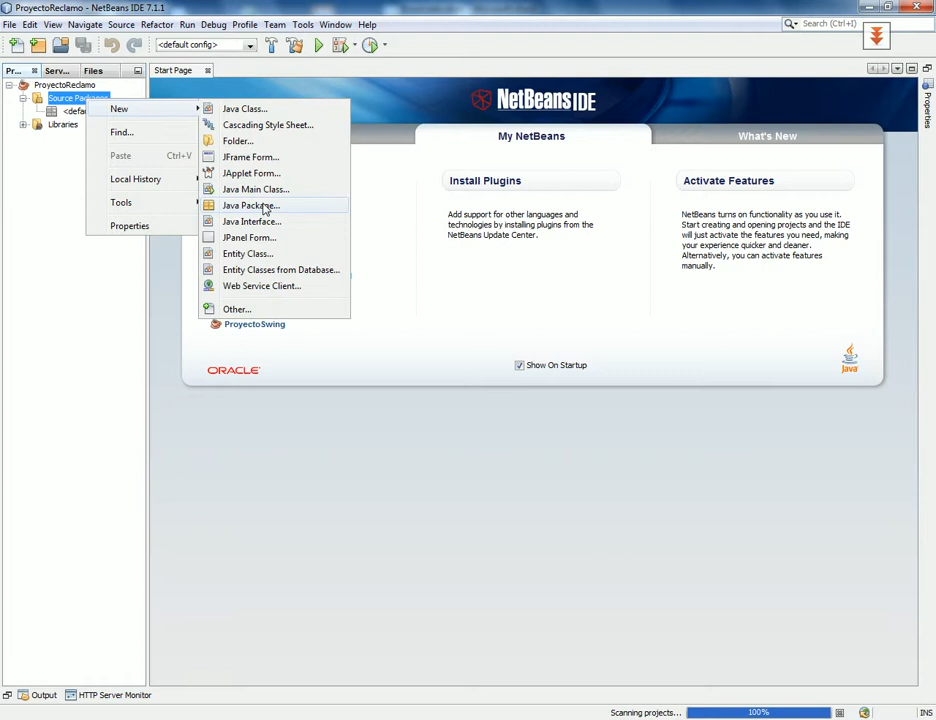 ProyectoReclamo - NetBeans IDE 7.1.1
File Edit View Navigate Source Refactor Run Debug Profile Team Tools Window Help
Search (Ctrl+I)
<default config>
Pr... Serv... Files
Start Page
ProyectoReclamo
Source Packages
<defa
Libraries
New
Find...
Paste Ctrl+V
Local History
Tools
Properties
Java Class...
Cascading Style Sheet...
Folder...
JFrame Form...
JApplet Form...
Java Main Class...
Java Package...
Java Interface...
JPanel Form...
Entity Class...
Entity Classes from Database...
Web Service Client...
Other...
NetBeans IDE
My NetBeans
What's New
Install Plugins
Add support for other languages and
technologies by installing plugins from the
NetBeans Update Center.
Activate Features
NetBeans turns on functionality as you use it.
Start creating and opening projects and the IDE
will just activate the features you need, making
your experience quicker and cleaner.
Alternatively, you can activate features
manually.
ProyectoSwing
ORACLE
Show On Startup
Java
Properties
Output HTTP Server Monitor
Scanning projects... 100% INS